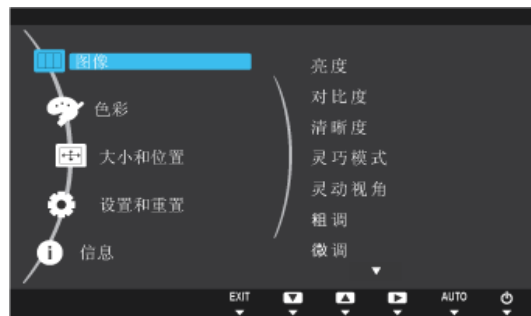 图像
色彩
大小和位置
设置和重置
信息
亮度
对比度
清晰度
灵巧模式
灵动视角
粗调
微调
EXIT AUTO